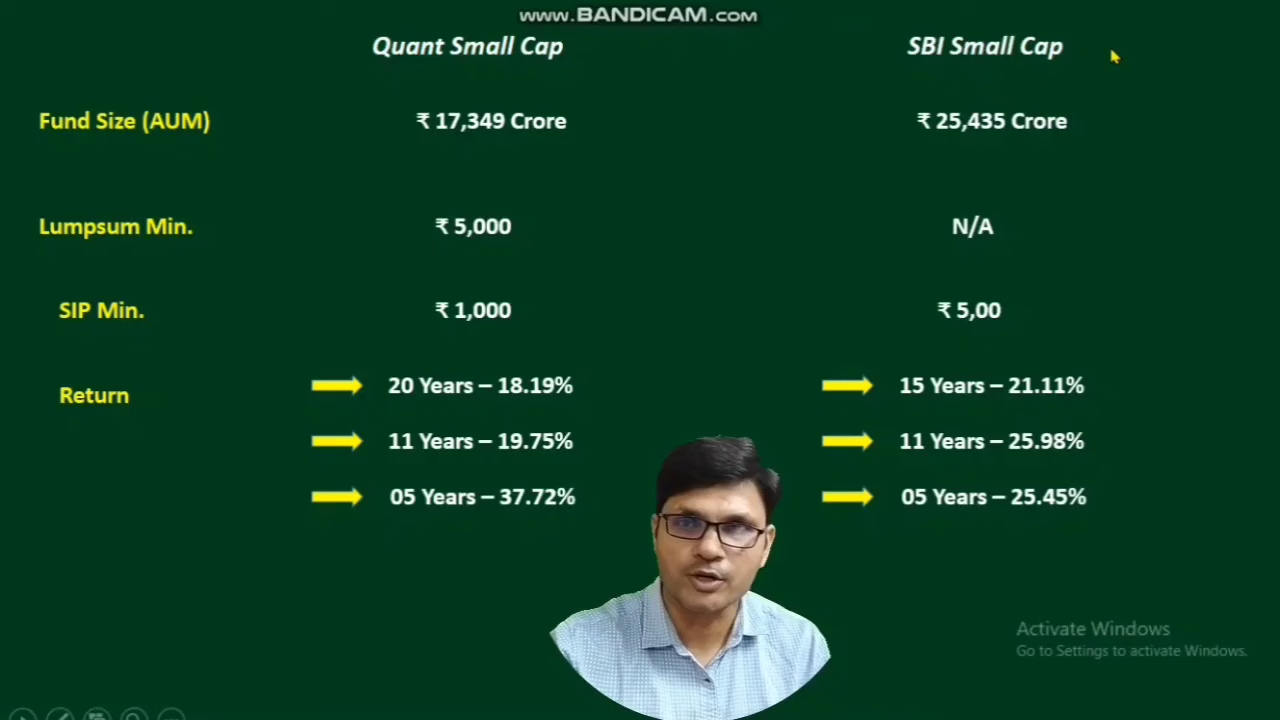 www.BANDICAM.com
Quant Small Cap SBI Small Cap
Fund Size (AUM) ₹ 17,349 Crore ₹ 25,435 Crore
Lumpsum Min. ₹ 5,000 N/A
SIP Min. ₹ 1,000 ₹ 5,00
Return 20 Years – 18.19% 15 Years – 21.11%
11 Years – 19.75% 11 Years – 25.98%
05 Years – 37.72% 05 Years – 25.45%
Activate Windows
Go to Settings to activate Windows.